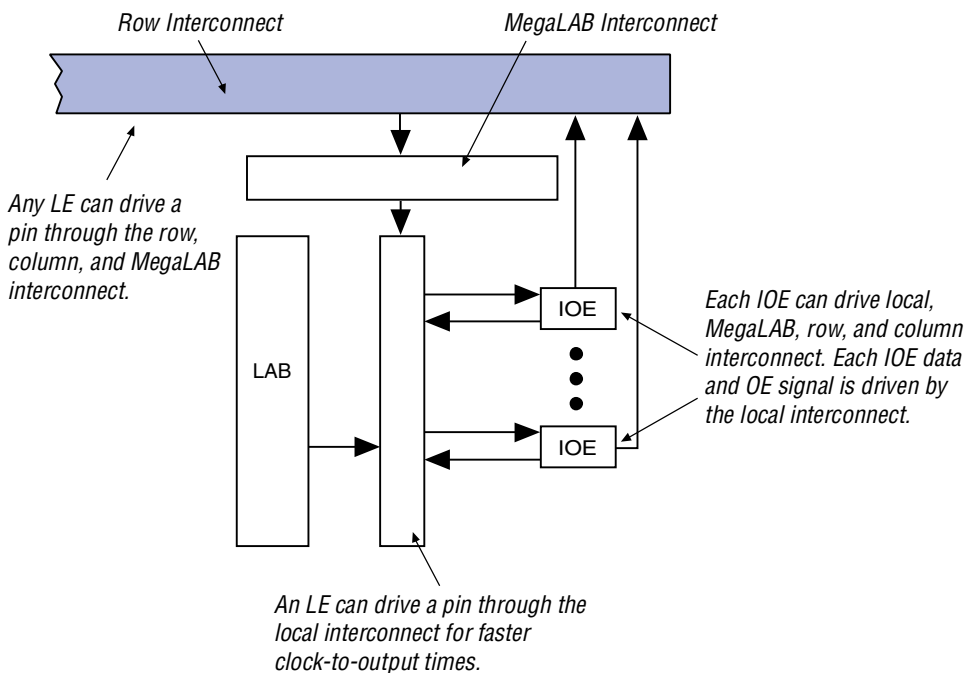 Row Interconnect
MegaLAB Interconnect
Any LE can drive a
pin through the row,
column, and MegaLAB
interconnect.
LAB
IOE
IOE
Each IOE can drive local,
MegaLAB, row, and column
interconnect. Each IOE data
and OE signal is driven by
the local interconnect.
An LE can drive a pin through the
local interconnect for faster
clock-to-output times.